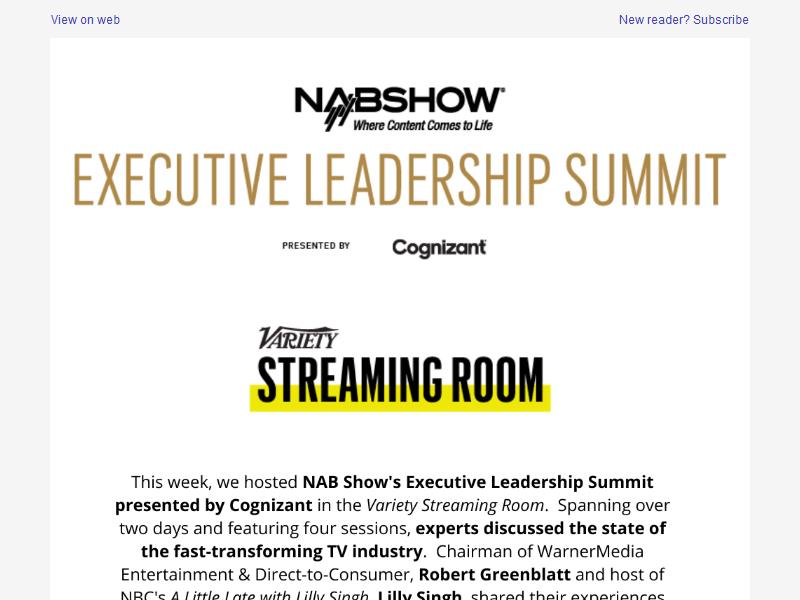 View on web
New reader? Subscribe
NABSHOW®
Where Content Comes to Life
EXECUTIVE LEADERSHIP SUMMIT
PRESENTED BY Cognizant
VARIETY
STREAMING ROOM
This week, we hosted NAB Show's Executive Leadership Summit
presented by Cognizant in the Variety Streaming Room.  Spanning over
two days and featuring four sessions, experts discussed the state of
the fast-transforming TV industry.  Chairman of WarnerMedia
Entertainment & Direct-to-Consumer, Robert Greenblatt and host of
NBC's A Little Late with Lilly Singh, Lilly Singh, shared their experiences